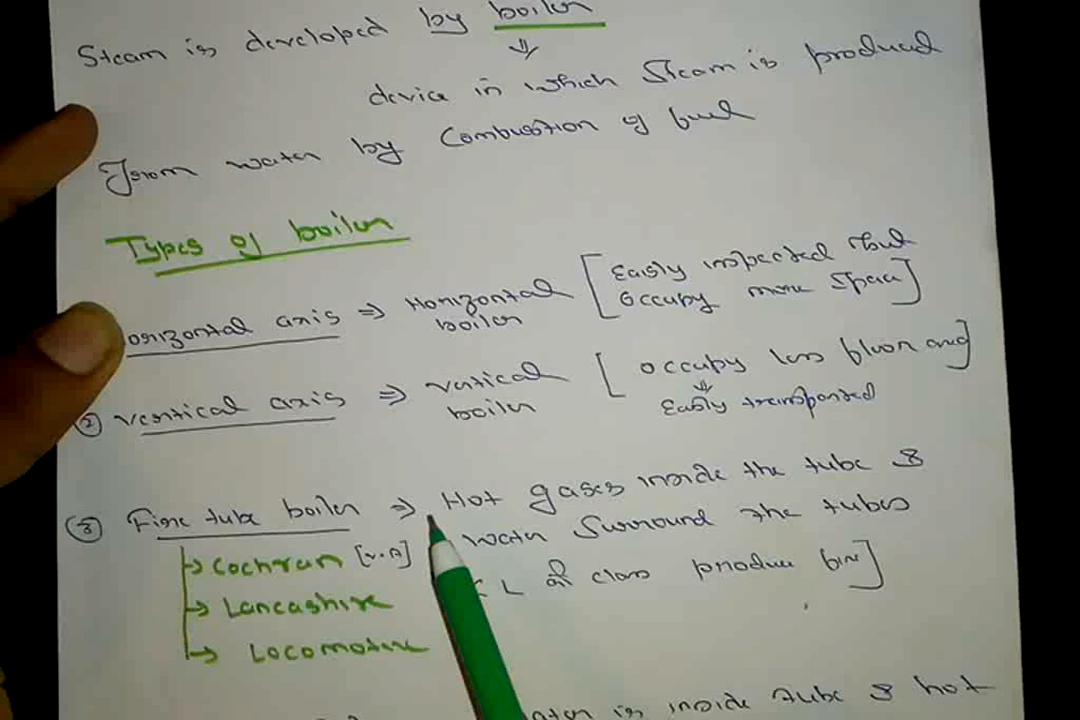 Steam is developed by boiler
⇓
device in which Steam is produced
From water by Combustion of fuel
Types of boiler
orizontal axis ⇒ Horizontal boiler [Easily inspected but occupy more space]
② vertical axis ⇒ vertical boiler [occupy less floor area
⇓
Easily transported]
③ Fire tube boiler ⇒ Hot gases inside the tube &
water surround the tubes
→ Cochran [V.A]
L of class produce fire]
→ Lancashire
→ Locomotive
is inside tube & hot